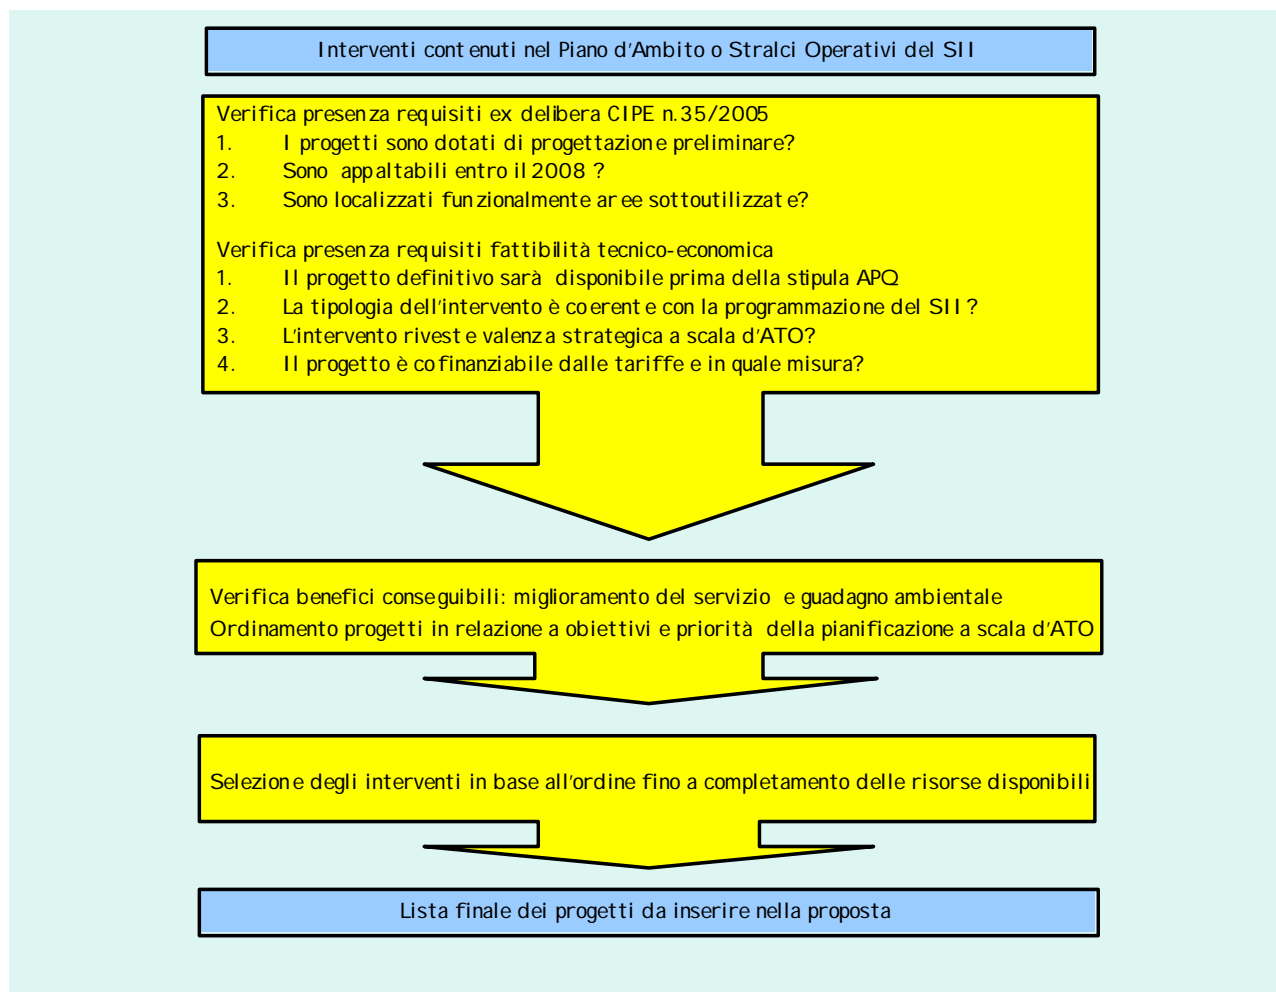 Interventi contenuti nel Piano d'Ambito o Stralci Operativi del SII
Verifica presenza requisiti ex delibera CIPE n.35/2005
1. I progetti sono dotati di progettazione preliminare?
2. Sono appaltabili entro il 2008 ?
3. Sono localizzati funzionalmente aree sottoutilizzate?
Verifica presenza requisiti fattibilità tecnico-economica
1. Il progetto definitivo sarà disponibile prima della stipula APQ
2. La tipologia dell'intervento è coerente con la programmazione del SII?
3. L'intervento riveste valenza strategica a scala d'ATO?
4. Il progetto è cofinanziabile dalle tariffe e in quale misura?
Verifica benefici conseguibili: miglioramento del servizio e guadagno ambientale
Ordinamento progetti in relazione a obiettivi e priorità della pianificazione a scala d'ATO
Selezione degli interventi in base all'ordine fino a completamento delle risorse disponibili
Lista finale dei progetti da inserire nella proposta